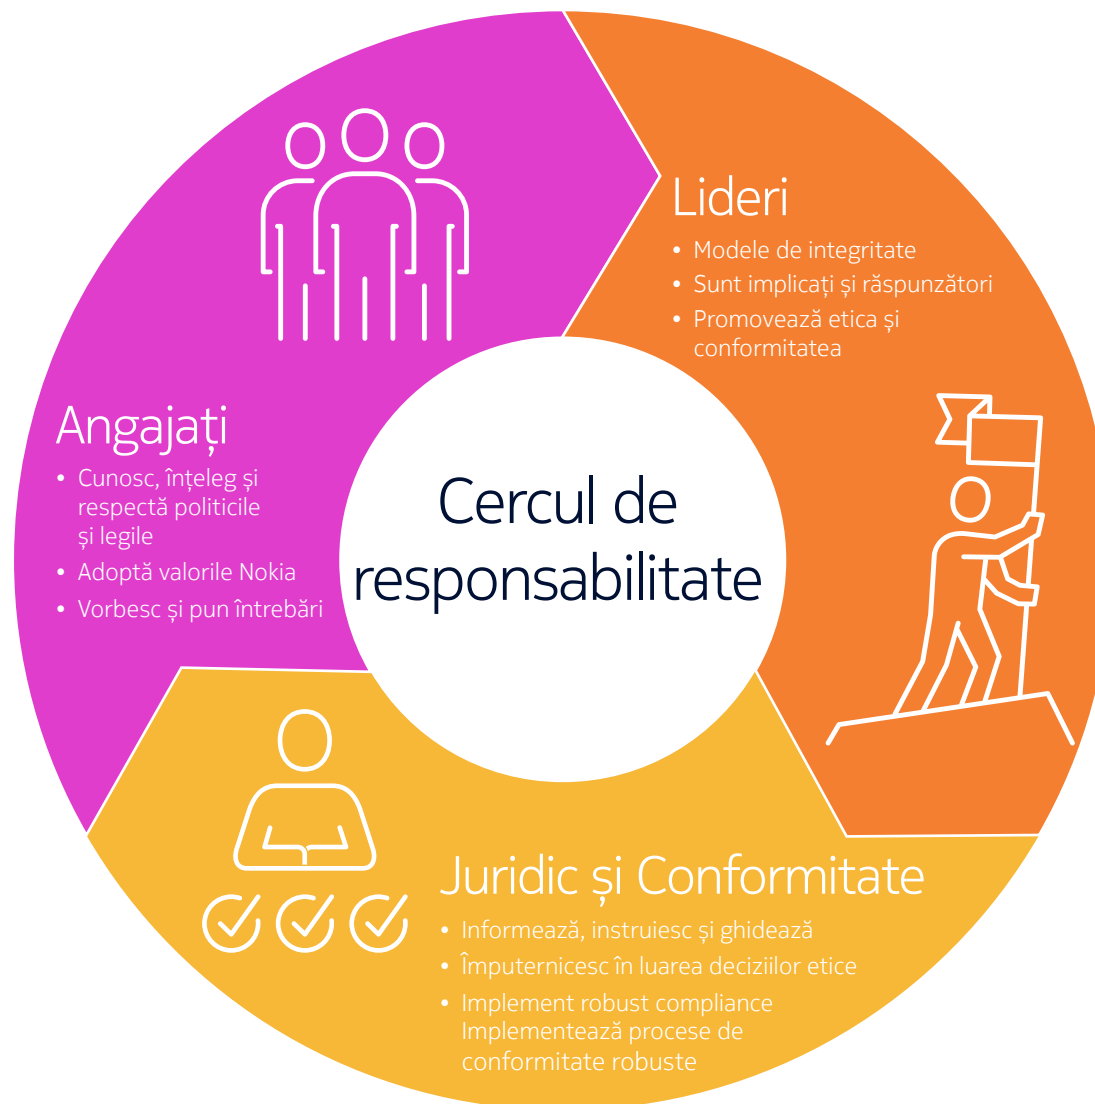 Lideri
• Modele de integritate
• Sunt implicați și răspunzători
• Promovează etica și
conformitatea
Angajați
• Cunosc, înțeleg și
respectă politicile
și legile
• Adoptă valorile Nokia
• Vorbesc și pun întrebări
Cercul de
responsabilitate
Juridic și Conformitate
• Informează, instruiesc și ghidează
• Împuternicesc în luarea deciziilor etice
• Implement robust compliance
Implementează procese de
conformitate robuste